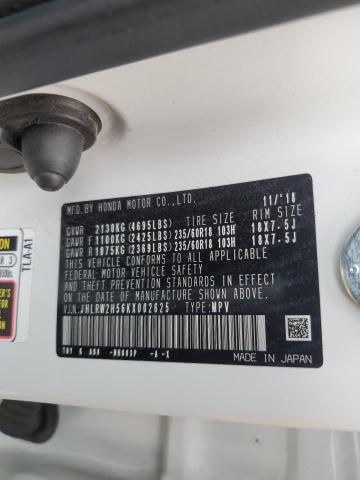 MFD.BY HONDA MOTOR CO.,LTD. 11/'18
GVWR 2130KG(4695LBS) TIRE SIZE RIM SIZE
GAWR F1100KG(2425LBS) 235/60R18 103H 18X7.5J
GAWR R1075KG(2369LBS) 235/60R18 103H 18X7.5J
THIS VEHICLE CONFORMS TO ALL APPLICABLE
FEDERAL MOTOR VEHICLE SAFETY AND
THEFT PREVENTION STANDARDS IN EFFECT ON
THE DATE OF MANUFACTURE SHOWN ABOVE.
V.I.N.: JHLRW2H56KX002625 TYPE: MPV
-A-X
MADE IN JAPAN
TLA-A1